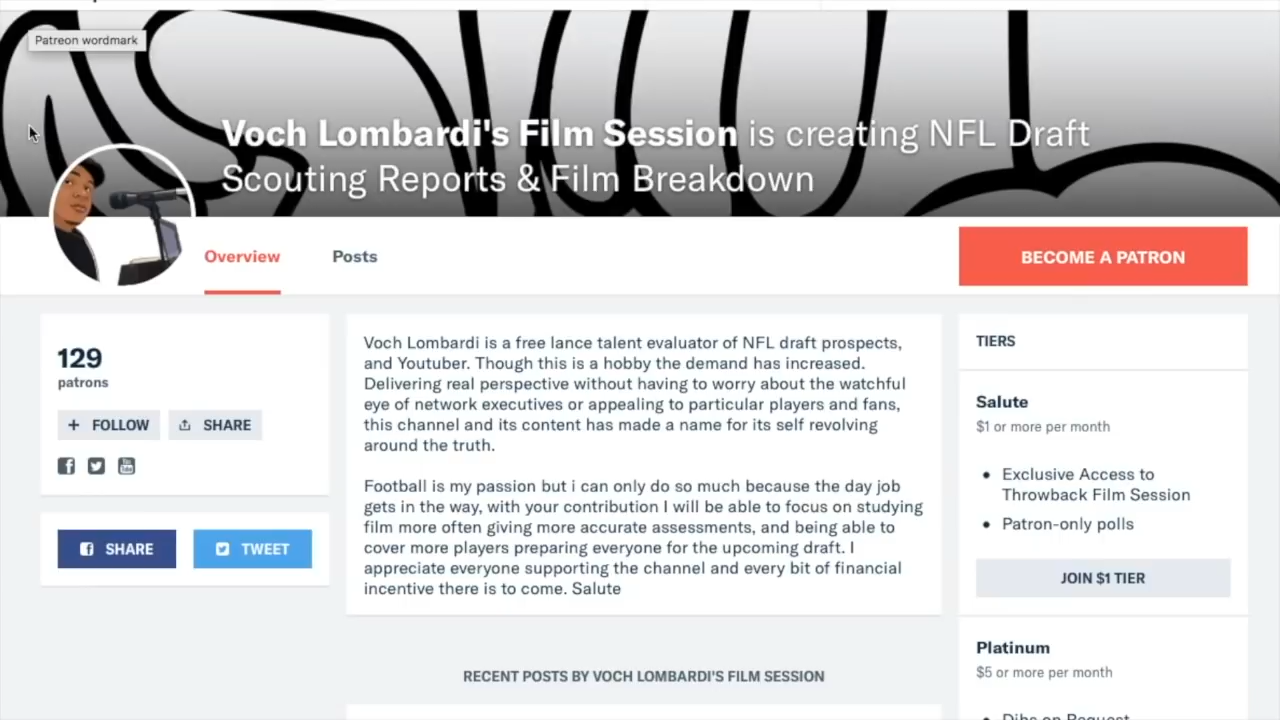 Patreon wordmark
Voch Lombardi's Film Session is creating NFL Draft
Scouting Reports & Film Breakdown
Overview
Posts
BECOME A PATRON
129
patrons
+ FOLLOW
SHARE
SHARE
TWEET
Voch Lombardi is a free lance talent evaluator of NFL draft prospects,
and Youtuber. Though this is a hobby the demand has increased.
Delivering real perspective without having to worry about the watchful
eye of network executives or appealing to particular players and fans,
this channel and its content has made a name for its self revolving
around the truth.
Football is my passion but i can only do so much because the day job
gets in the way, with your contribution I will be able to focus on studying
film more often giving more accurate assessments, and being able to
cover more players preparing everyone for the upcoming draft. I
appreciate everyone supporting the channel and every bit of financial
incentive there is to come. Salute
RECENT POSTS BY VOCH LOMBARDI'S FILM SESSION
TIERS
Salute
$1 or more per month
• Exclusive Access to
Throwback Film Session
• Patron-only polls
JOIN $1 TIER
Platinum
$5 or more per month
• Dibs on Request